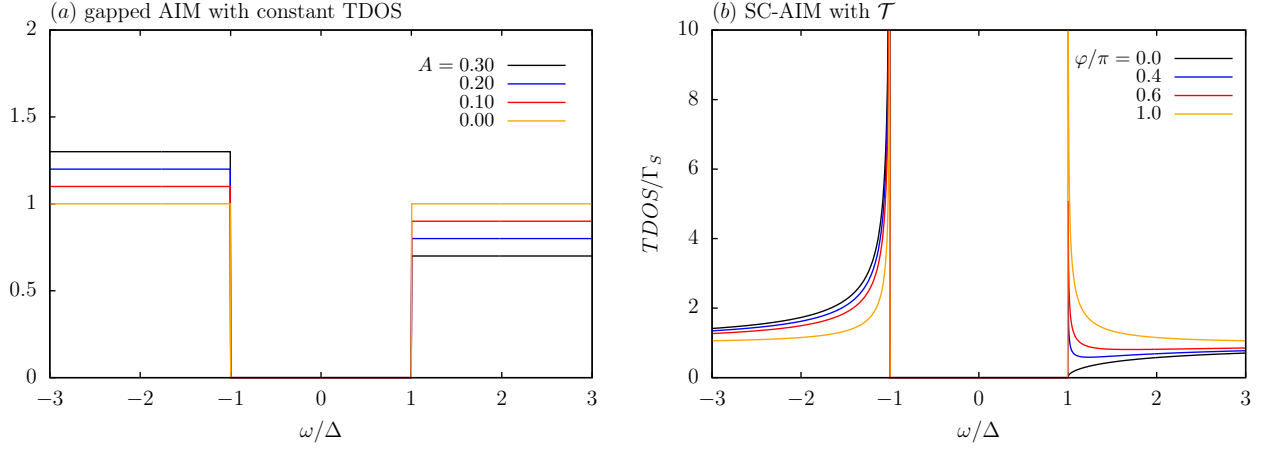 (a) gapped AIM with constant TDOS
2
1.5
1
0.5
0
A = 0.30
0.20
0.10
0.00
−3 −2 −1 0 1 2 3
ω/Δ
(b) SC-AIM with 𝒯
TDOS/Γ_S
10
8
6
4
2
0
φ/π = 0.0
0.4
0.6
1.0
−3 −2 −1 0 1 2 3
ω/Δ